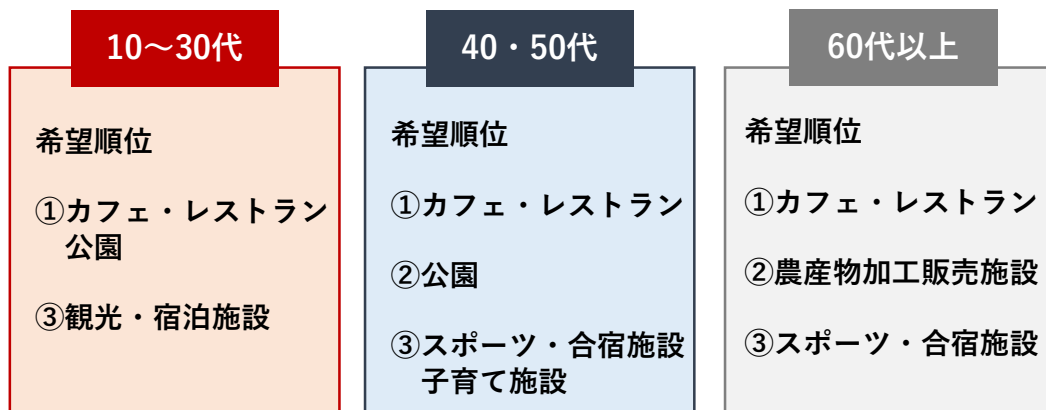 10～30代
希望順位
①カフェ・レストラン
公園
③観光・宿泊施設
40・50代
希望順位
①カフェ・レストラン
②公園
③スポーツ・合宿施設
子育て施設
60代以上
希望順位
①カフェ・レストラン
②農産物加工販売施設
③スポーツ・合宿施設